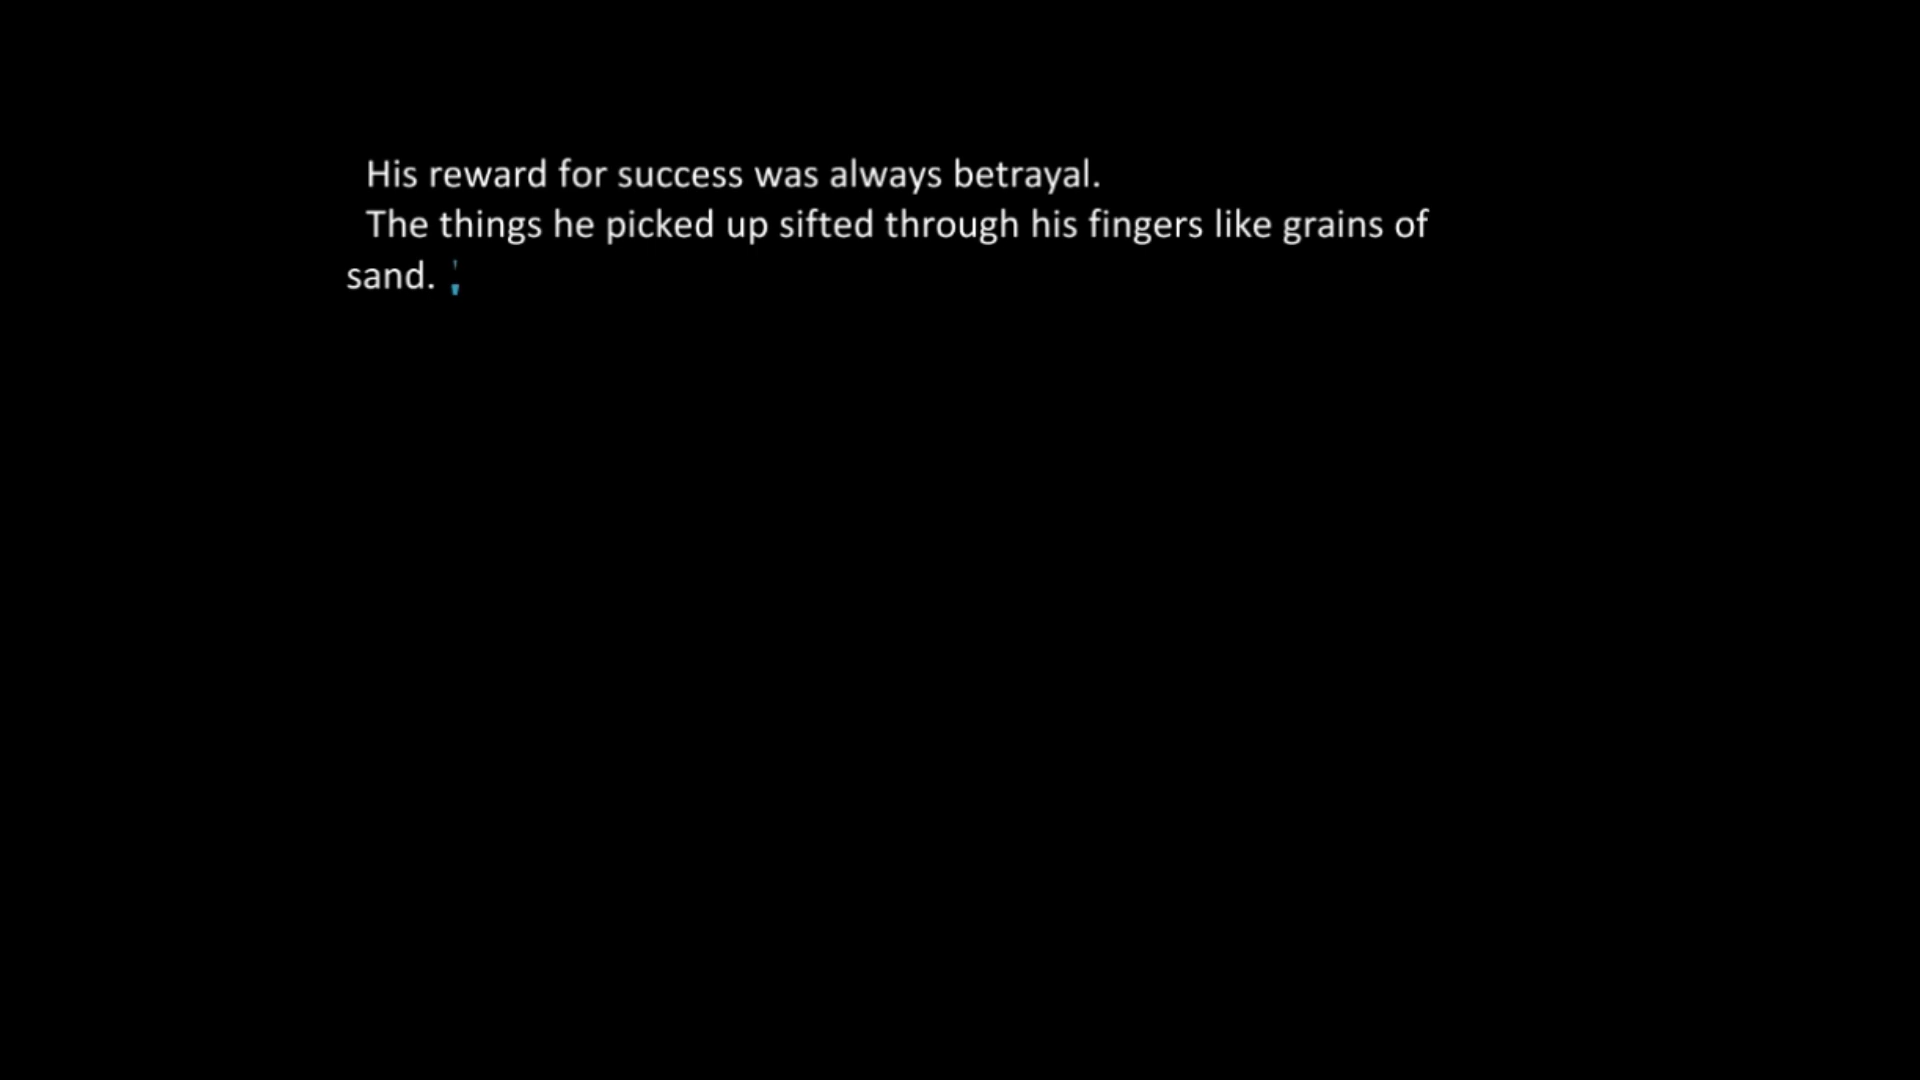 His reward for success was always betrayal.
The things he picked up sifted through his fingers like grains of
sand.